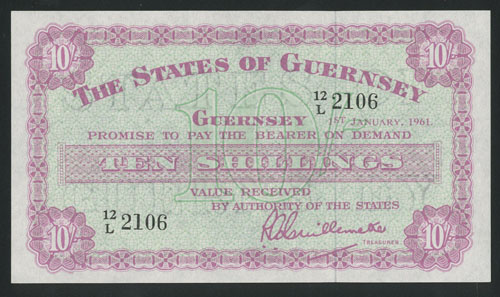 10/- 10/-
THE STATES OF GUERNSEY
12/L 2106
GUERNSEY 1ST JANUARY, 1961.
PROMISE TO PAY THE BEARER ON DEMAND
10
TEN SHILLINGS
VALUE RECEIVED
BY AUTHORITY OF THE STATES
12/L 2106
TREASURER
10/- 10/-